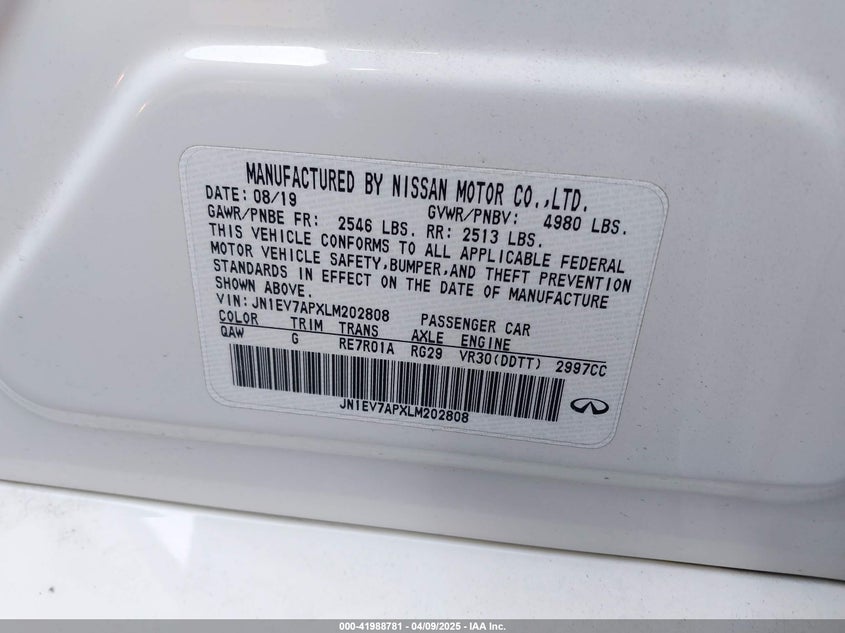 MANUFACTURED BY NISSAN MOTOR CO.,LTD.
DATE: 08/19 GVWR/PNBV: 4980 LBS.
GAWR/PNBE FR: 2546 LBS. RR: 2513 LBS.
THIS VEHICLE CONFORMS TO ALL APPLICABLE FEDERAL
MOTOR VEHICLE SAFETY,BUMPER,AND THEFT PREVENTION
STANDARDS IN EFFECT ON THE DATE OF MANUFACTURE
SHOWN ABOVE.
VIN:JN1EV7APXLM202808 PASSENGER CAR
COLOR TRIM TRANS AXLE ENGINE
QAW G RE7R01A RG29 VR30(DDTT) 2997CC
JN1EV7APXLM202808
000-41988781 | 04/09/2025 - IAA Inc.